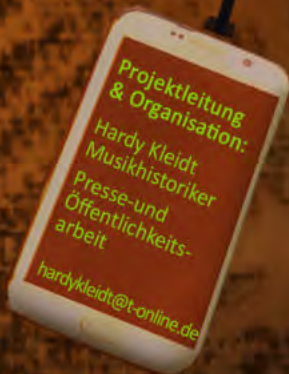 Projektleitung
& Organisation:
Hardy Kleidt
Musikhistoriker
Presse-und
Öffentlichkeits-
arbeit
hardykleidt@t-online.de